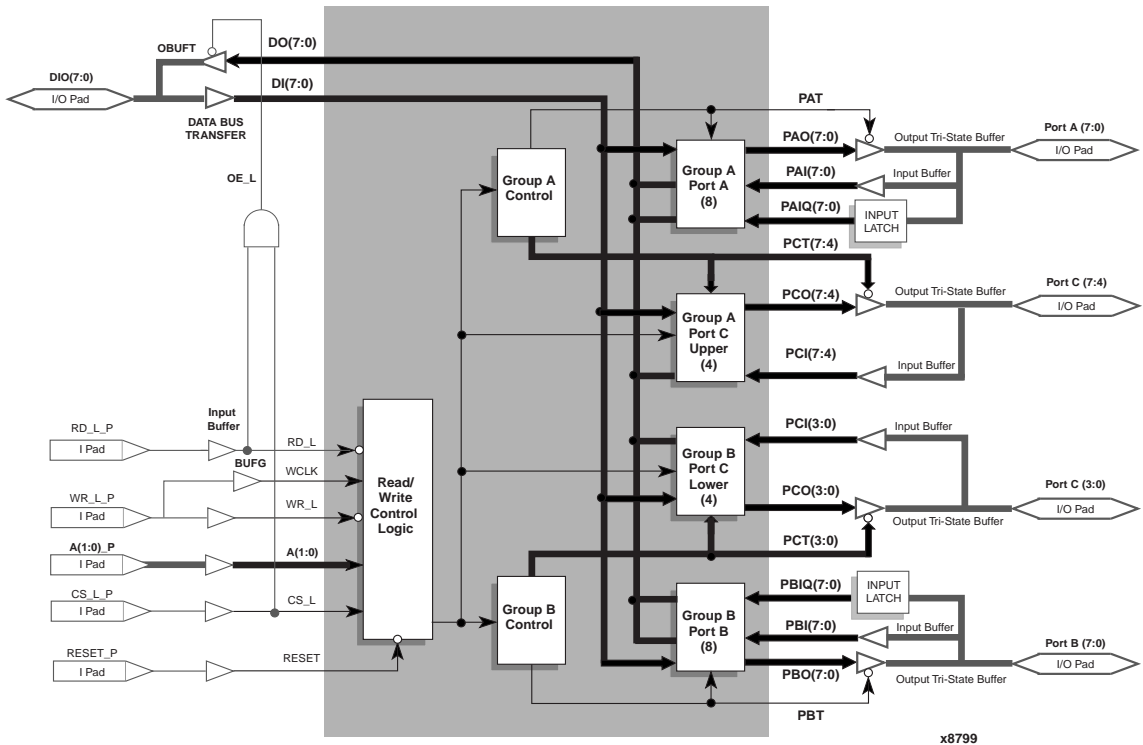 OBUFT
DO(7:0)
DIO(7:0)
I/O Pad
DI(7:0)
DATA BUS
TRANSFER
OE_L
PAT
Group A
Control
Group A
Port A
(8)
PAO(7:0)
Output Tri-State Buffer
Port A (7:0)
I/O Pad
PAI(7:0)
Input Buffer
PAIQ(7:0)
INPUT
LATCH
PCT(7:4)
Group A
Port C
Upper
(4)
PCO(7:4)
Output Tri-State Buffer
Port C (7:4)
I/O Pad
PCI(7:4)
Input Buffer
RD_L_P
I Pad
Input
Buffer
RD_L
BUFG
WCLK
WR_L_P
I Pad
WR_L
A(1:0)_P
I Pad
A(1:0)
CS_L_P
I Pad
CS_L
RESET_P
I Pad
RESET
Read/
Write
Control
Logic
Group B
Port C
Lower
(4)
PCI(3:0)
Input Buffer
PCO(3:0)
Output Tri-State Buffer
Port C (3:0)
I/O Pad
PCT(3:0)
Group B
Control
Group B
Port B
(8)
PBIQ(7:0)
INPUT
LATCH
PBI(7:0)
Input Buffer
PBO(7:0)
Output Tri-State Buffer
Port B (7:0)
I/O Pad
PBT
x8799